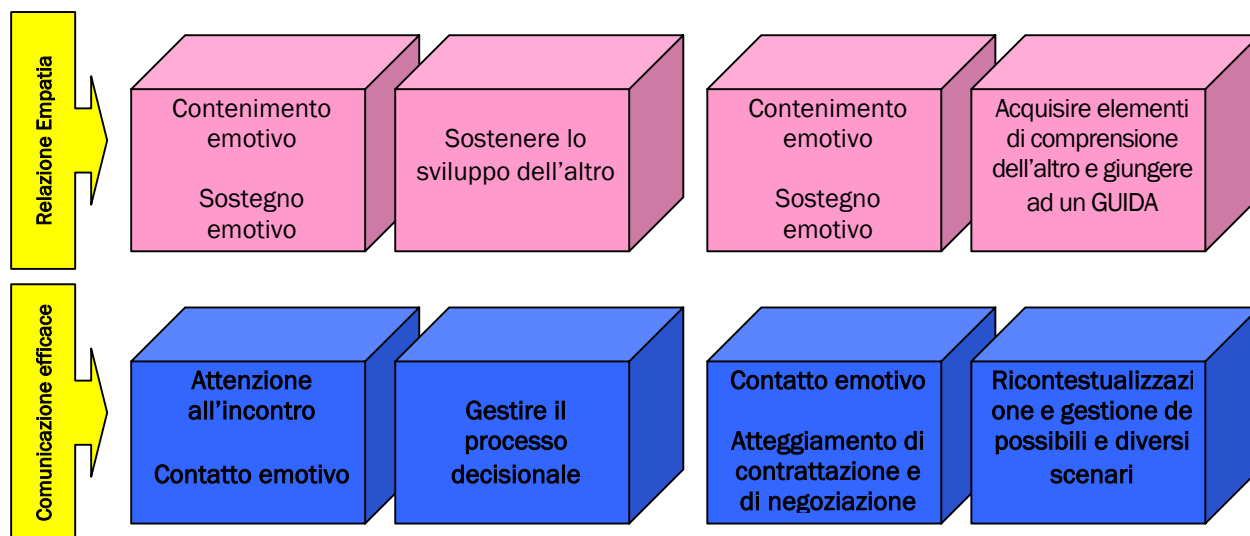 Relazione Empatia
Contenimento
emotivo
Sostegno
emotivo
Sostenere lo
sviluppo dell’altro
Contenimento
emotivo
Sostegno
emotivo
Acquisire elementi
di comprensione
dell’altro e giungere
ad un GUIDA
Comunicazione efficace
Attenzione
all’incontro
Contatto emotivo
Gestire il
processo
decisionale
Contatto emotivo
Atteggiamento di
contrattazione e
di negoziazione
Ricontestualizzazi
one e gestione de
possibili e diversi
scenari